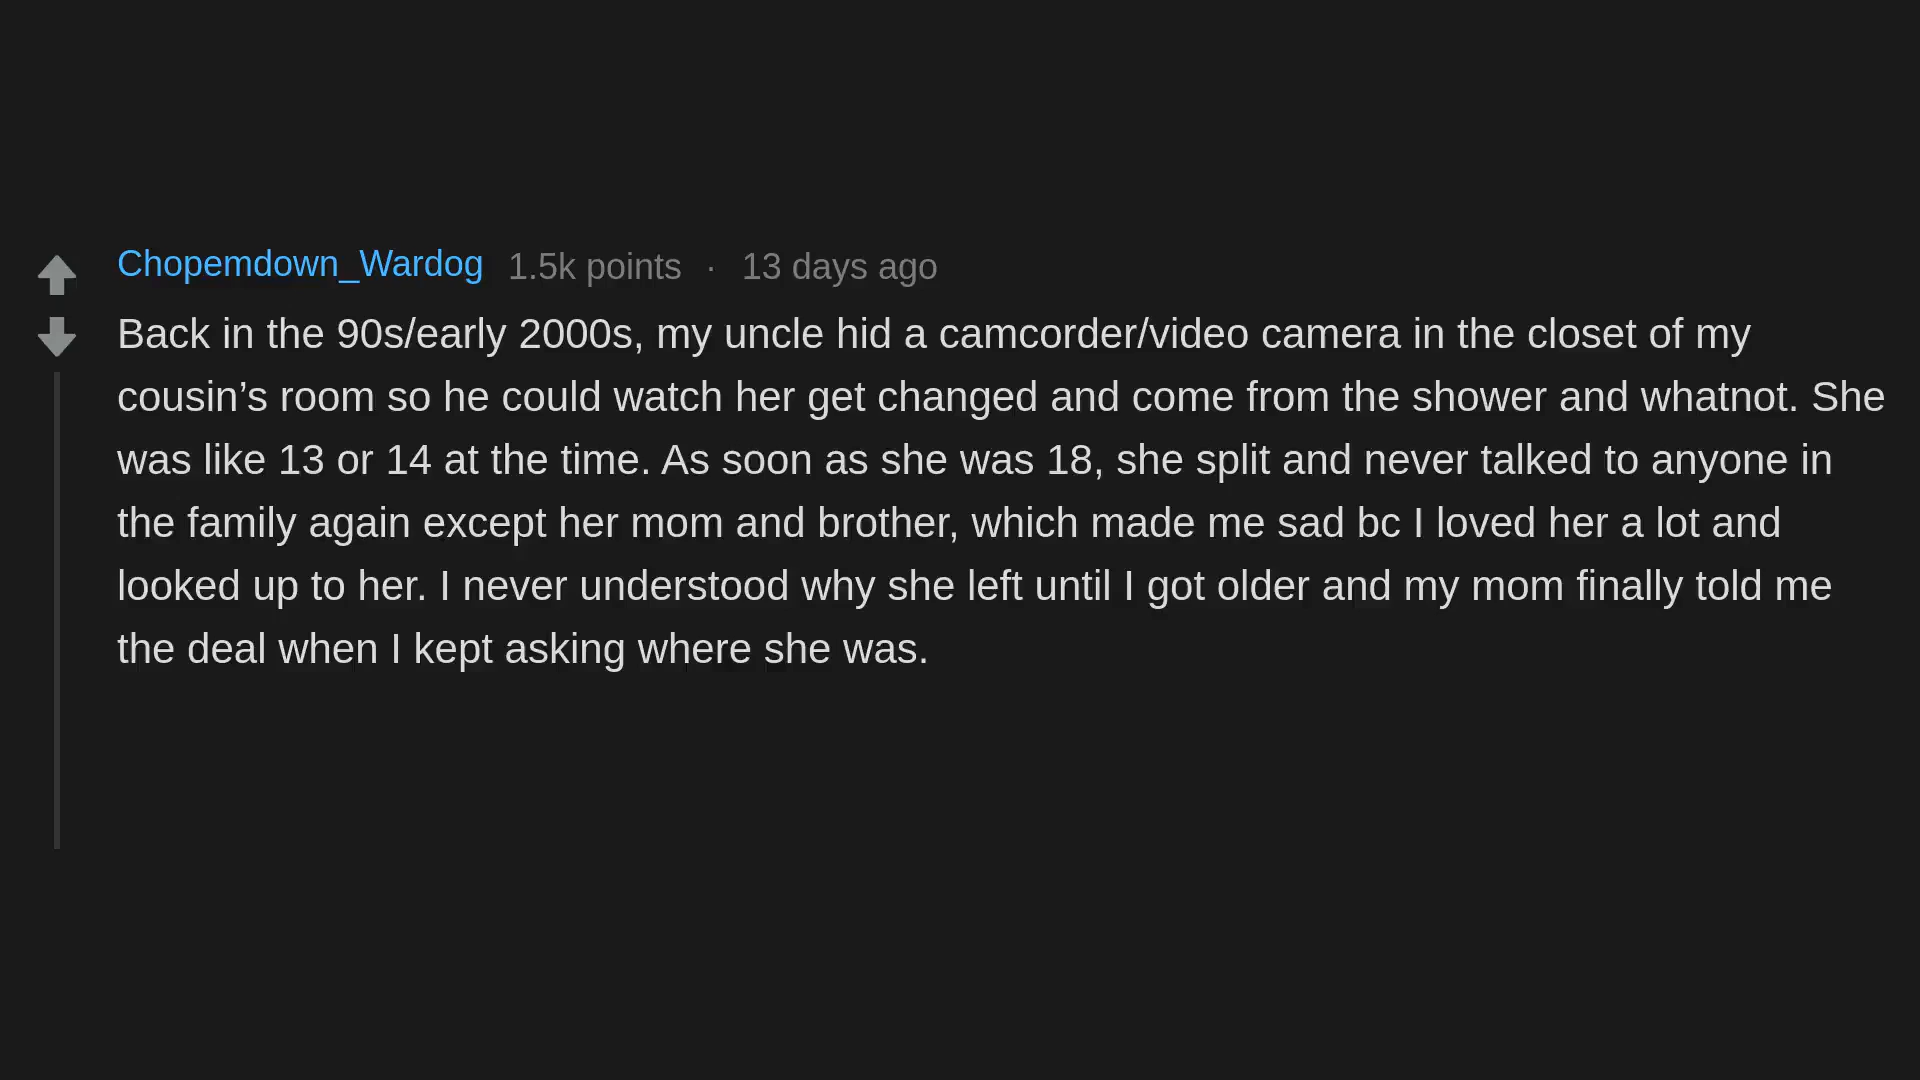 Chopemdown_Wardog 1.5k points · 13 days ago
Back in the 90s/early 2000s, my uncle hid a camcorder/video camera in the closet of my
cousin’s room so he could watch her get changed and come from the shower and whatnot. She
was like 13 or 14 at the time. As soon as she was 18, she split and never talked to anyone in
the family again except her mom and brother, which made me sad bc I loved her a lot and
looked up to her. I never understood why she left until I got older and my mom finally told me
the deal when I kept asking where she was.